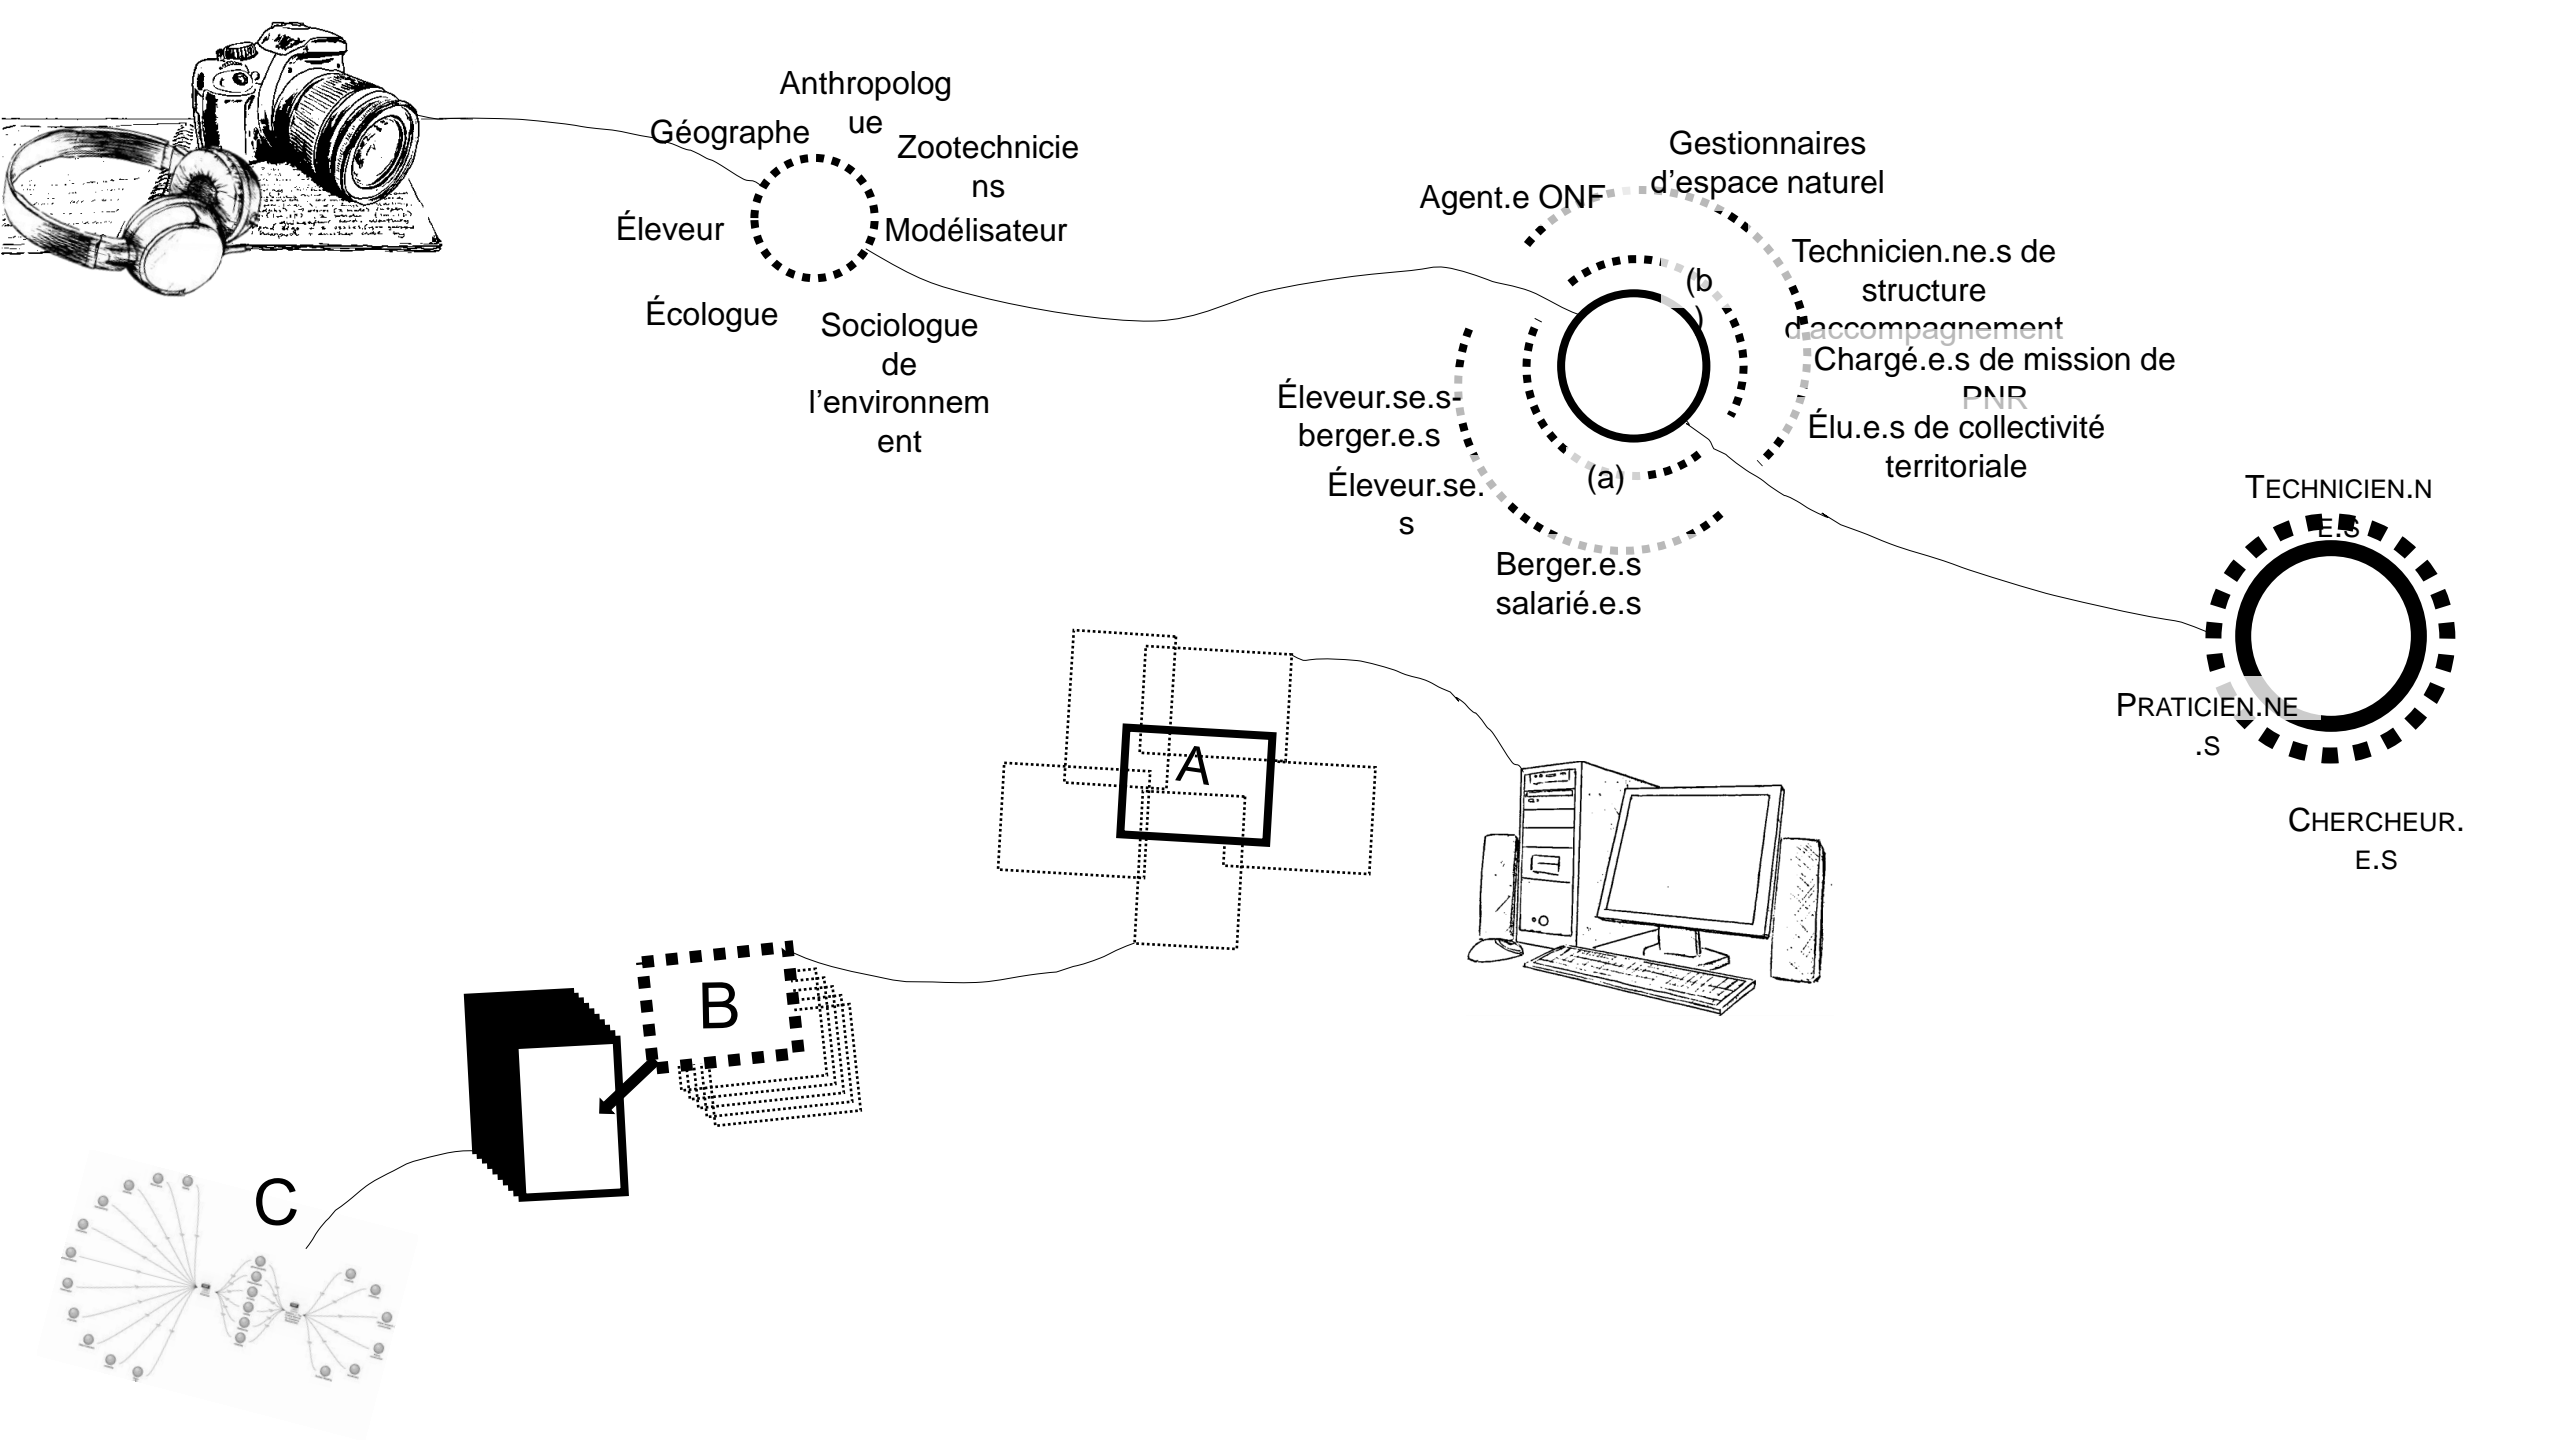 Anthropolog
ue
Géographe
Zootechnicie
ns
Éleveur
Modélisateur
Écologue
Sociologue
de
l’environnem
ent
Agent.e ONF
Gestionnaires
d’espace naturel
Technicien.ne.s de
structure
d’accompagnement
Chargé.e.s de mission de
PNR
Élu.e.s de collectivité
territoriale
(b
)
(a)
Éleveur.se.s-
berger.e.s
Éleveur.se.
s
Berger.e.s
salarié.e.s
TECHNICIEN.N
E.S
PRATICIEN.NE
.S
CHERCHEUR.
E.S
A
B
C